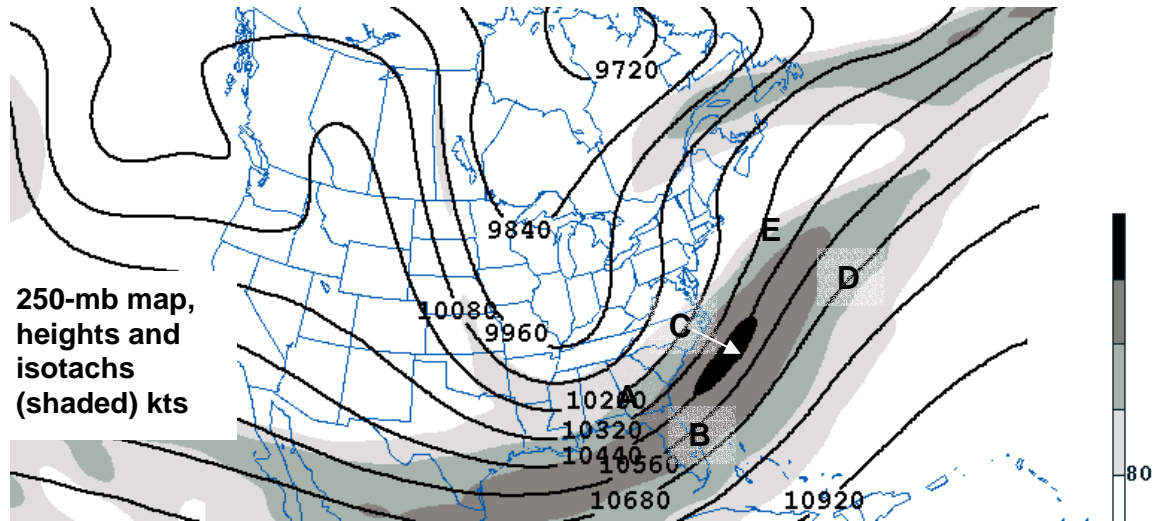 9720
9840
E
D
250-mb map,
heights and
isotachs
(shaded) kts
10080
9960
C
A
10200
10320
B
10440
10560
80
10680
10920